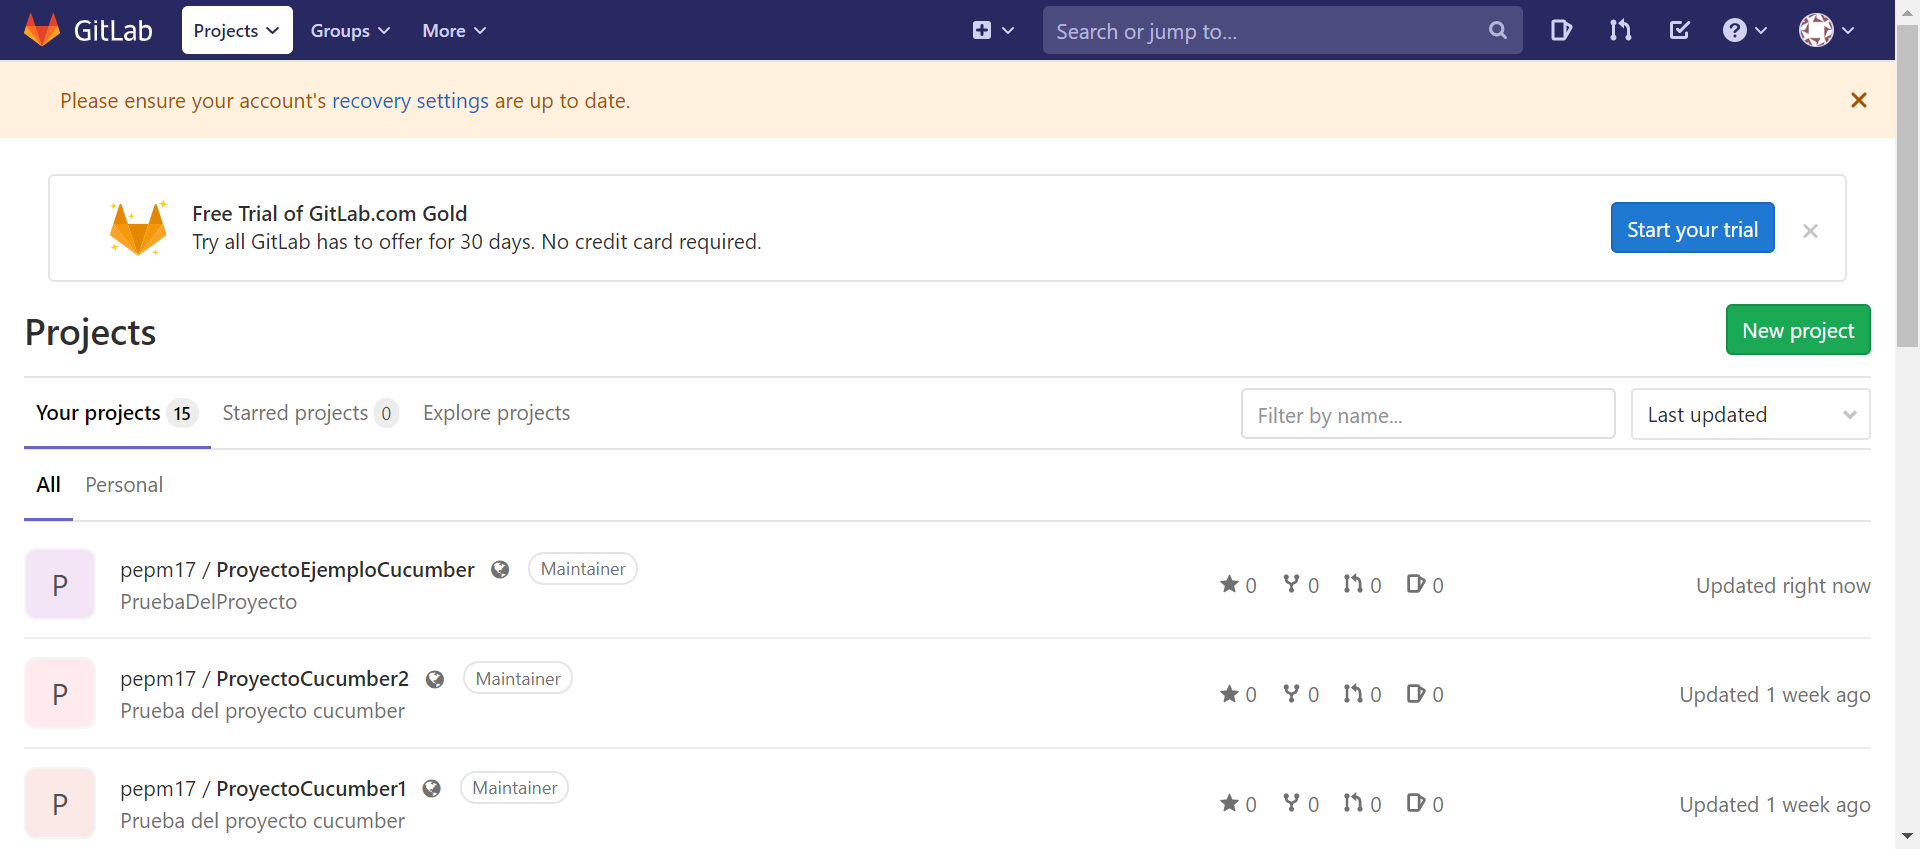 GitLab Projects Groups More Search or jump to...
Please ensure your account's recovery settings are up to date.
Free Trial of GitLab.com Gold
Try all GitLab has to offer for 30 days. No credit card required.
Start your trial
Projects
New project
Your projects 15 Starred projects 0 Explore projects Filter by name... Last updated
All Personal
P pepm17 / ProyectoEjemploCucumber Maintainer
PruebaDelProyecto
0 0 0 0 Updated right now
P pepm17 / ProyectoCucumber2 Maintainer
Prueba del proyecto cucumber
0 0 0 0 Updated 1 week ago
P pepm17 / ProyectoCucumber1 Maintainer
Prueba del proyecto cucumber
0 0 0 0 Updated 1 week ago